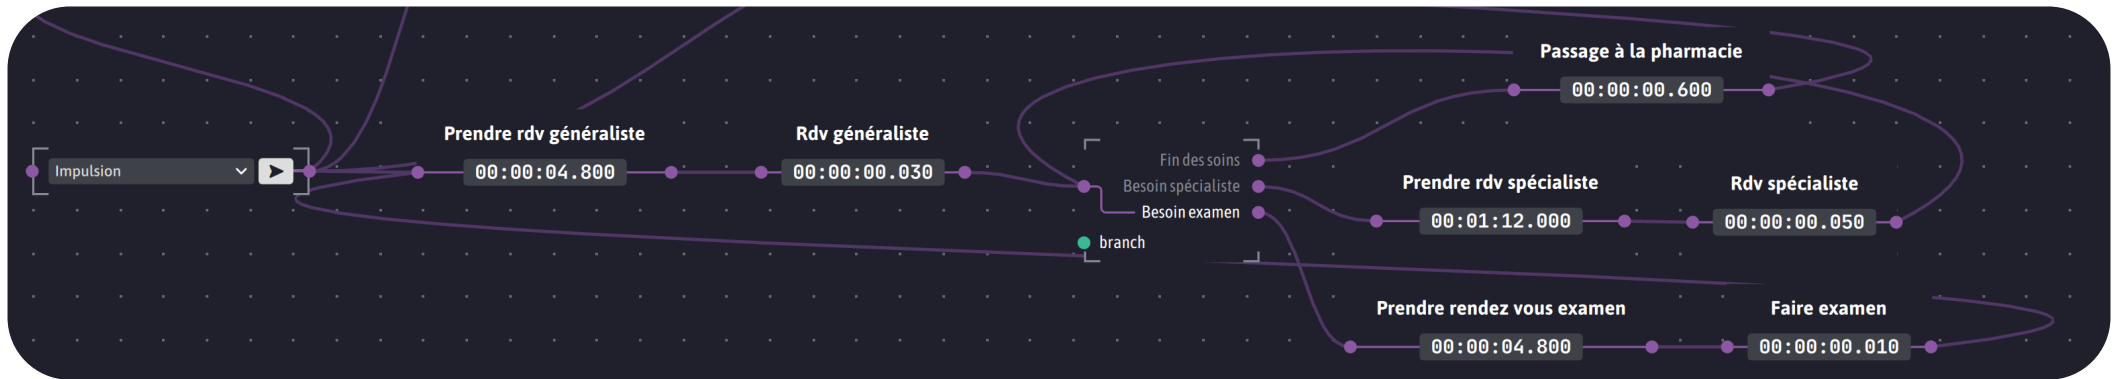 Passage à la pharmacie
00:00:00.600
Prendre rdv généraliste
00:00:04.800
Rdv généraliste
00:00:00.030
Impulsion
Fin des soins
Besoin spécialiste
Besoin examen
branch
Prendre rdv spécialiste
00:01:12.000
Rdv spécialiste
00:00:00.050
Prendre rendez vous examen
00:00:04.800
Faire examen
00:00:00.010